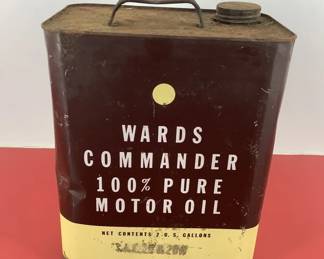 WARDS
COMMANDER
100% PURE
MOTOR OIL
NET CONTENTS 2 U. S. GALLONS